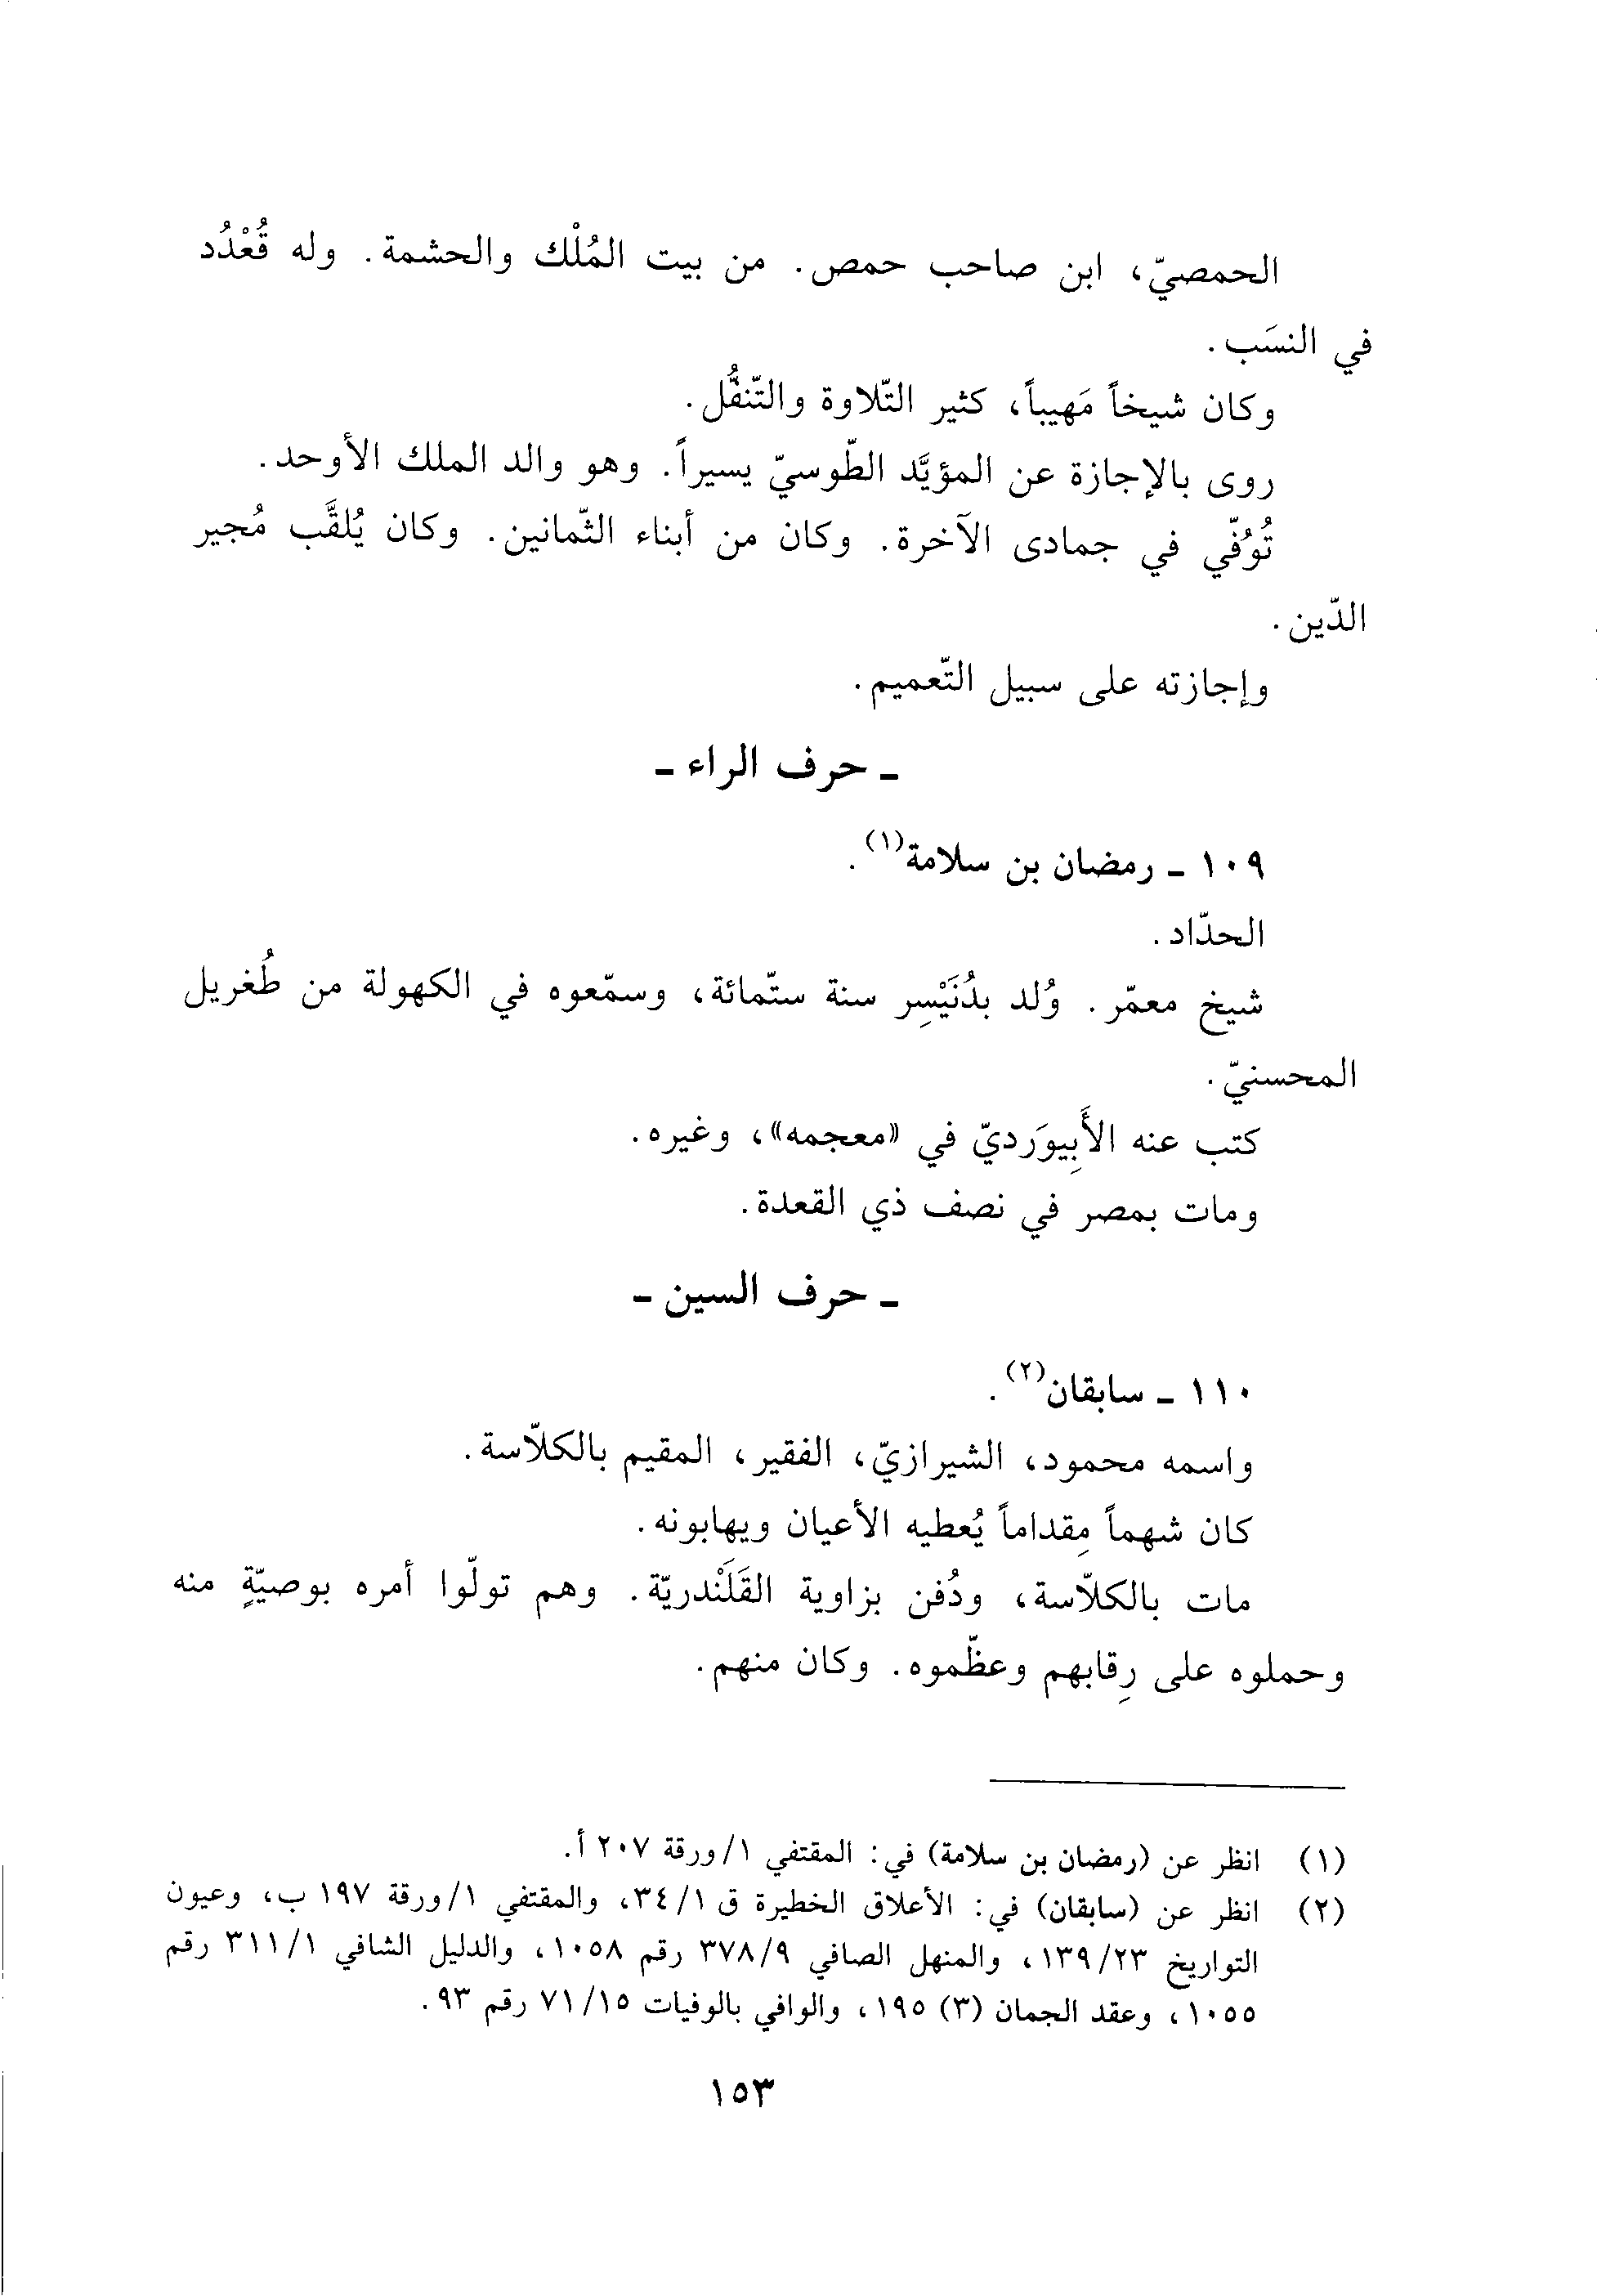 الحمصيّ، ابن صاحب حمص. من بيت المُلْك والحشمة. وله قُعْدُد
في النسَب.
وكان شيخاً مَهيباً، كثير التّلاوة والتّنفُّل.
روى بالإجازة عن المؤيَّد الطّوسيّ يسيراً. وهو والد الملك الأوحد.
تُوُفّي في جمادى الآخرة. وكان من أبناء الثّمانين. وكان يُلقَّب مُجير
الدّين.
وإجازته على سبيل التّعميم.
ـ حرف الراء ـ
١٠٩ ـ رمضان بن سلامة(١).
الحدّاد.
شيخ معمّر. وُلد بدُنَيْسِر سنة ستّمائة، وسمّعوه في الكهولة من طُغريل
المحسنيّ.
كتب عنه الأَبِيوَرديّ في «معجمه»، وغيره.
ومات بمصر في نصف ذي القعدة.
ـ حرف السين ـ
١١٠ ـ سابقان(٢).
واسمه محمود، الشيرازيّ، الفقير، المقيم بالكلاّسة.
كان شهماً مِقداماً يُعطيه الأعيان ويهابونه.
مات بالكلاّسة، ودُفن بزاوية القَلَنْدريّة. وهم تولّوا أمره بوصيّةٍ منه
وحملوه على رِقابهم وعظّموه. وكان منهم.
(١) انظر عن (رمضان بن سلامة) في: المقتفي ١/ورقة ٢٠٧ أ.
(٢) انظر عن (سابقان) في: الأعلاق الخطيرة ق ٣٤/١، والمقتفي ١/ورقة ١٩٧ ب، وعيون
التواريخ ١٣٩/٢٣، والمنهل الصافي ٣٧٨/٩ رقم ١٠٥٨، والدليل الشافي ٣١١/١ رقم
١٠٥٥، وعقد الجمان (٣) ١٩٥، والوافي بالوفيات ٧١/١٥ رقم ٩٣.
١٥٣